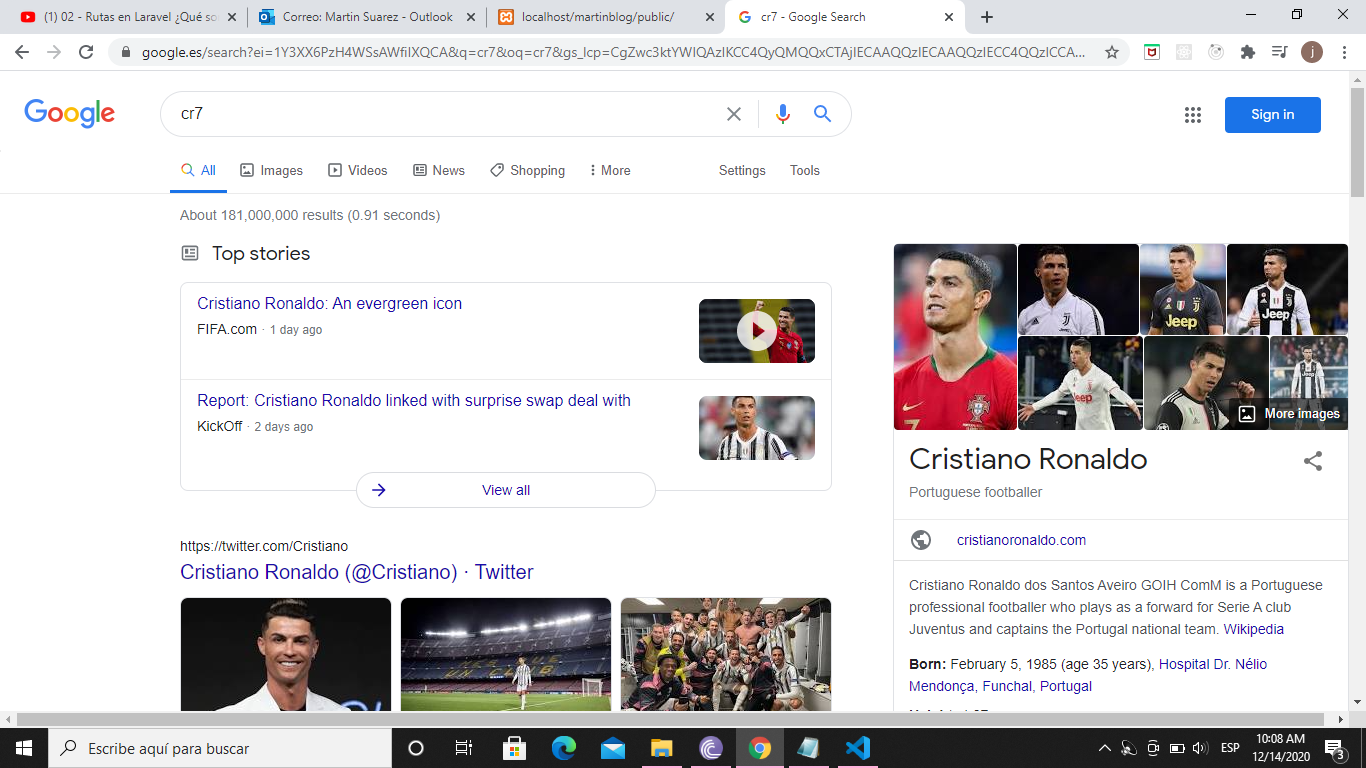 (1) 02 - Rutas en Laravel ¿Qué so
Correo: Martin Suarez - Outlook
localhost/martinblog/public/
cr7 - Google Search
google.es/search?ei=1Y3XX6PzH4WSsAWfiIXQCA&q=cr7&oq=cr7&gs_lcp=CgZwc3ktYWIQAzIKCC4QyQMQQxCTAjIECAAQQzIECAAQQzIECC4QQzICCA...
j
Google
cr7
Sign in
All Images Videos News Shopping More Settings Tools
About 181,000,000 results (0.91 seconds)
Top stories
Cristiano Ronaldo: An evergreen icon
FIFA.com · 1 day ago
Report: Cristiano Ronaldo linked with surprise swap deal with
KickOff · 2 days ago
View all
https://twitter.com/Cristiano
Cristiano Ronaldo (@Cristiano) · Twitter
Jeep
Jeep
Jeep
Jeep
7
More images
Cristiano Ronaldo
Portuguese footballer
cristianoronaldo.com
Cristiano Ronaldo dos Santos Aveiro GOIH ComM is a Portuguese
professional footballer who plays as a forward for Serie A club
Juventus and captains the Portugal national team. Wikipedia
Born: February 5, 1985 (age 35 years), Hospital Dr. Nélio
Mendonça, Funchal, Portugal
Escribe aquí para buscar
ESP
10:08 AM
12/14/2020
3